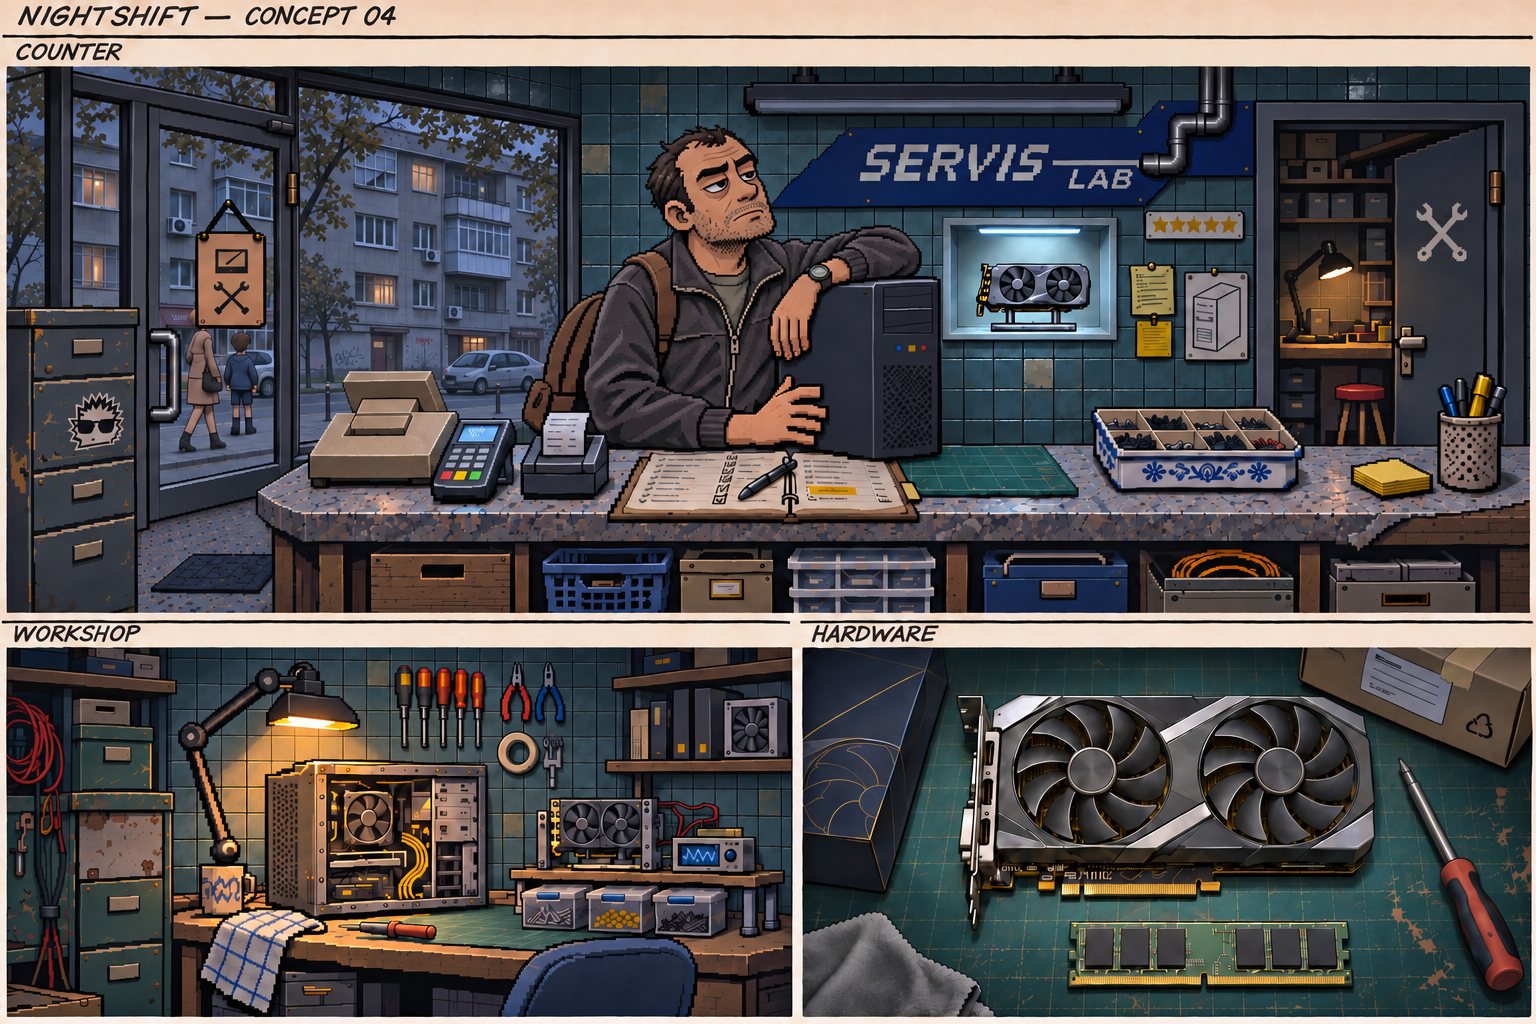 NIGHTSHIFT — CONCEPT 04
COUNTER
SERVIS
LAB
WORKSHOP
HARDWARE